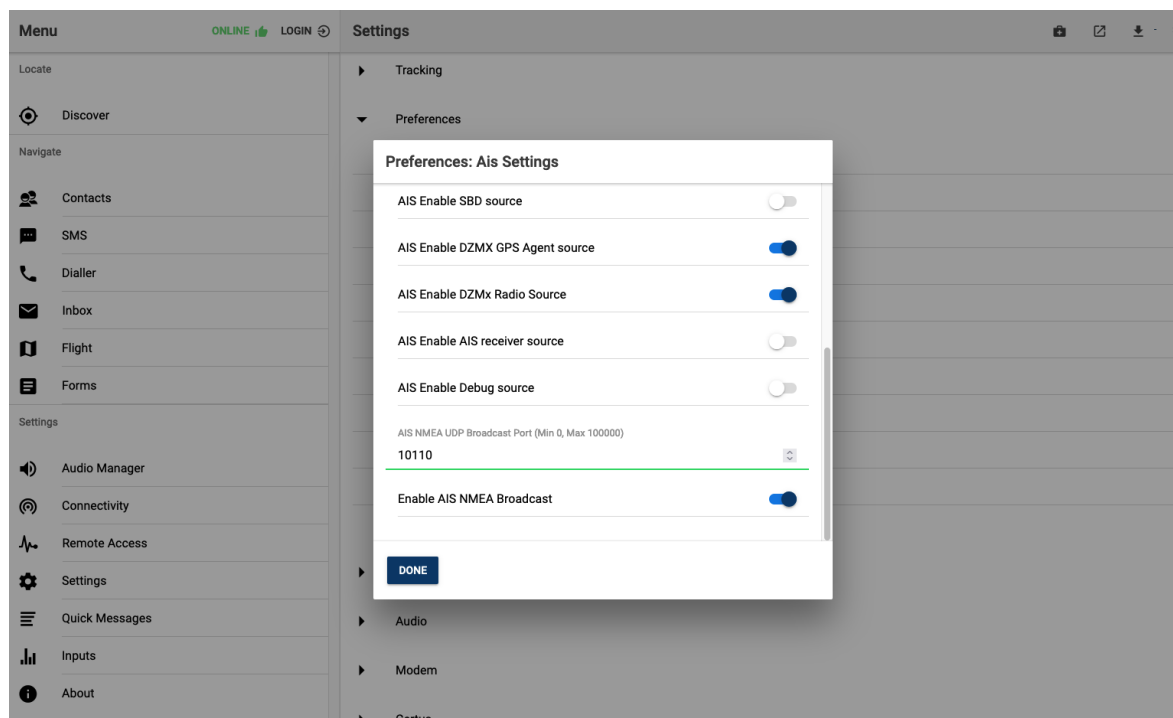 Menu
ONLINE
LOGIN
Settings
Locate
Discover
Navigate
Contacts
SMS
Dialler
Inbox
Flight
Forms
Settings
Audio Manager
Connectivity
Remote Access
Settings
Quick Messages
Inputs
About
Tracking
Preferences
Preferences: Ais Settings
AIS Enable SBD source
AIS Enable DZMX GPS Agent source
AIS Enable DZMx Radio Source
AIS Enable AIS receiver source
AIS Enable Debug source
AIS NMEA UDP Broadcast Port (Min 0, Max 100000)
10110
Enable AIS NMEA Broadcast
DONE
Audio
Modem